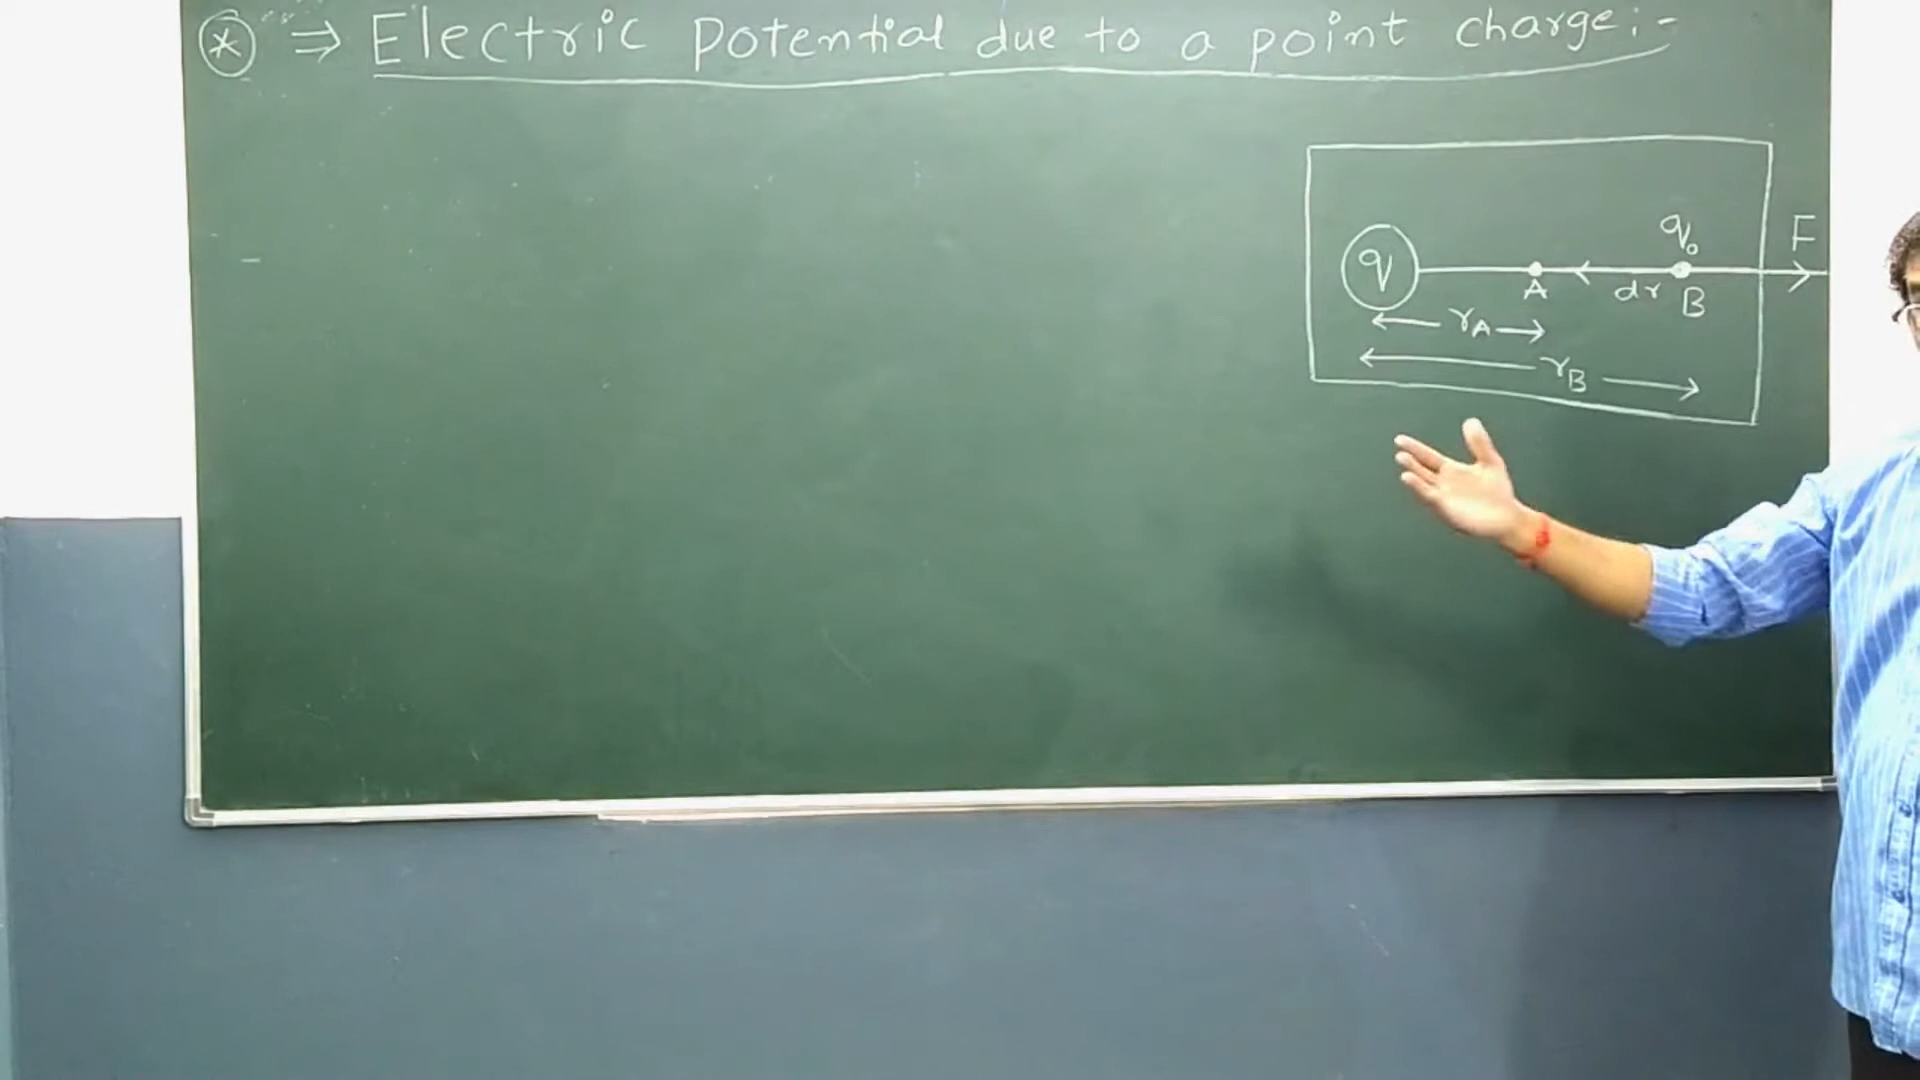 * ⇒ Electric Potential due to a point charge:-
q₀ F
q A dr B
r_A
r_B